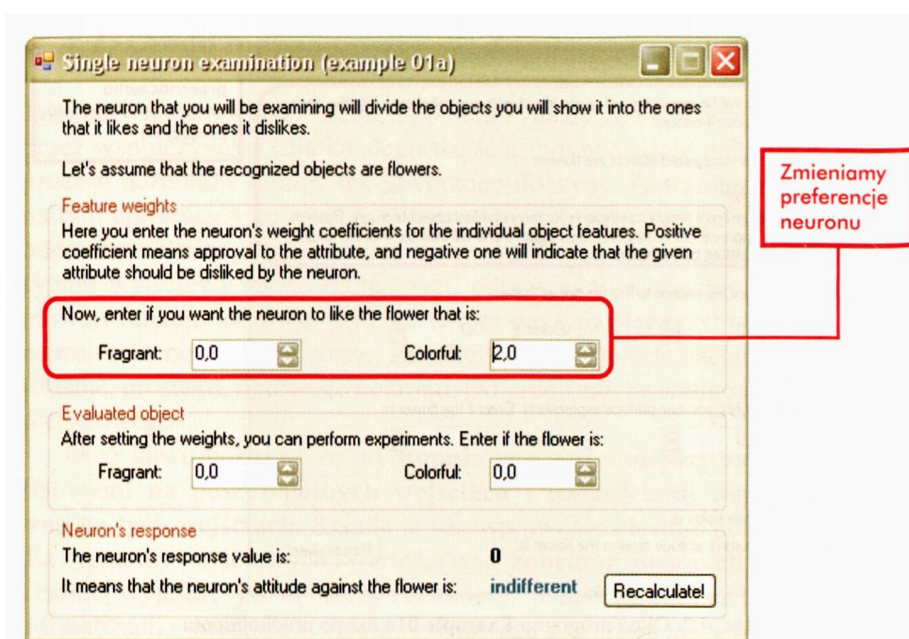 Single neuron examination (example 01a)
The neuron that you will be examining will divide the objects you will show it into the ones
that it likes and the ones it dislikes.
Let's assume that the recognized objects are flowers.
Feature weights
Here you enter the neuron's weight coefficients for the individual object features. Positive
coefficient means approval to the attribute, and negative one will indicate that the given
attribute should be disliked by the neuron.
Now, enter if you want the neuron to like the flower that is:
Fragrant: 0,0 Colorful: 2,0
Zmieniamy
preferencje
neuronu
Evaluated object
After setting the weights, you can perform experiments. Enter if the flower is:
Fragrant: 0,0 Colorful: 0,0
Neuron's response
The neuron's response value is: 0
It means that the neuron's attitude against the flower is: indifferent Recalculate!